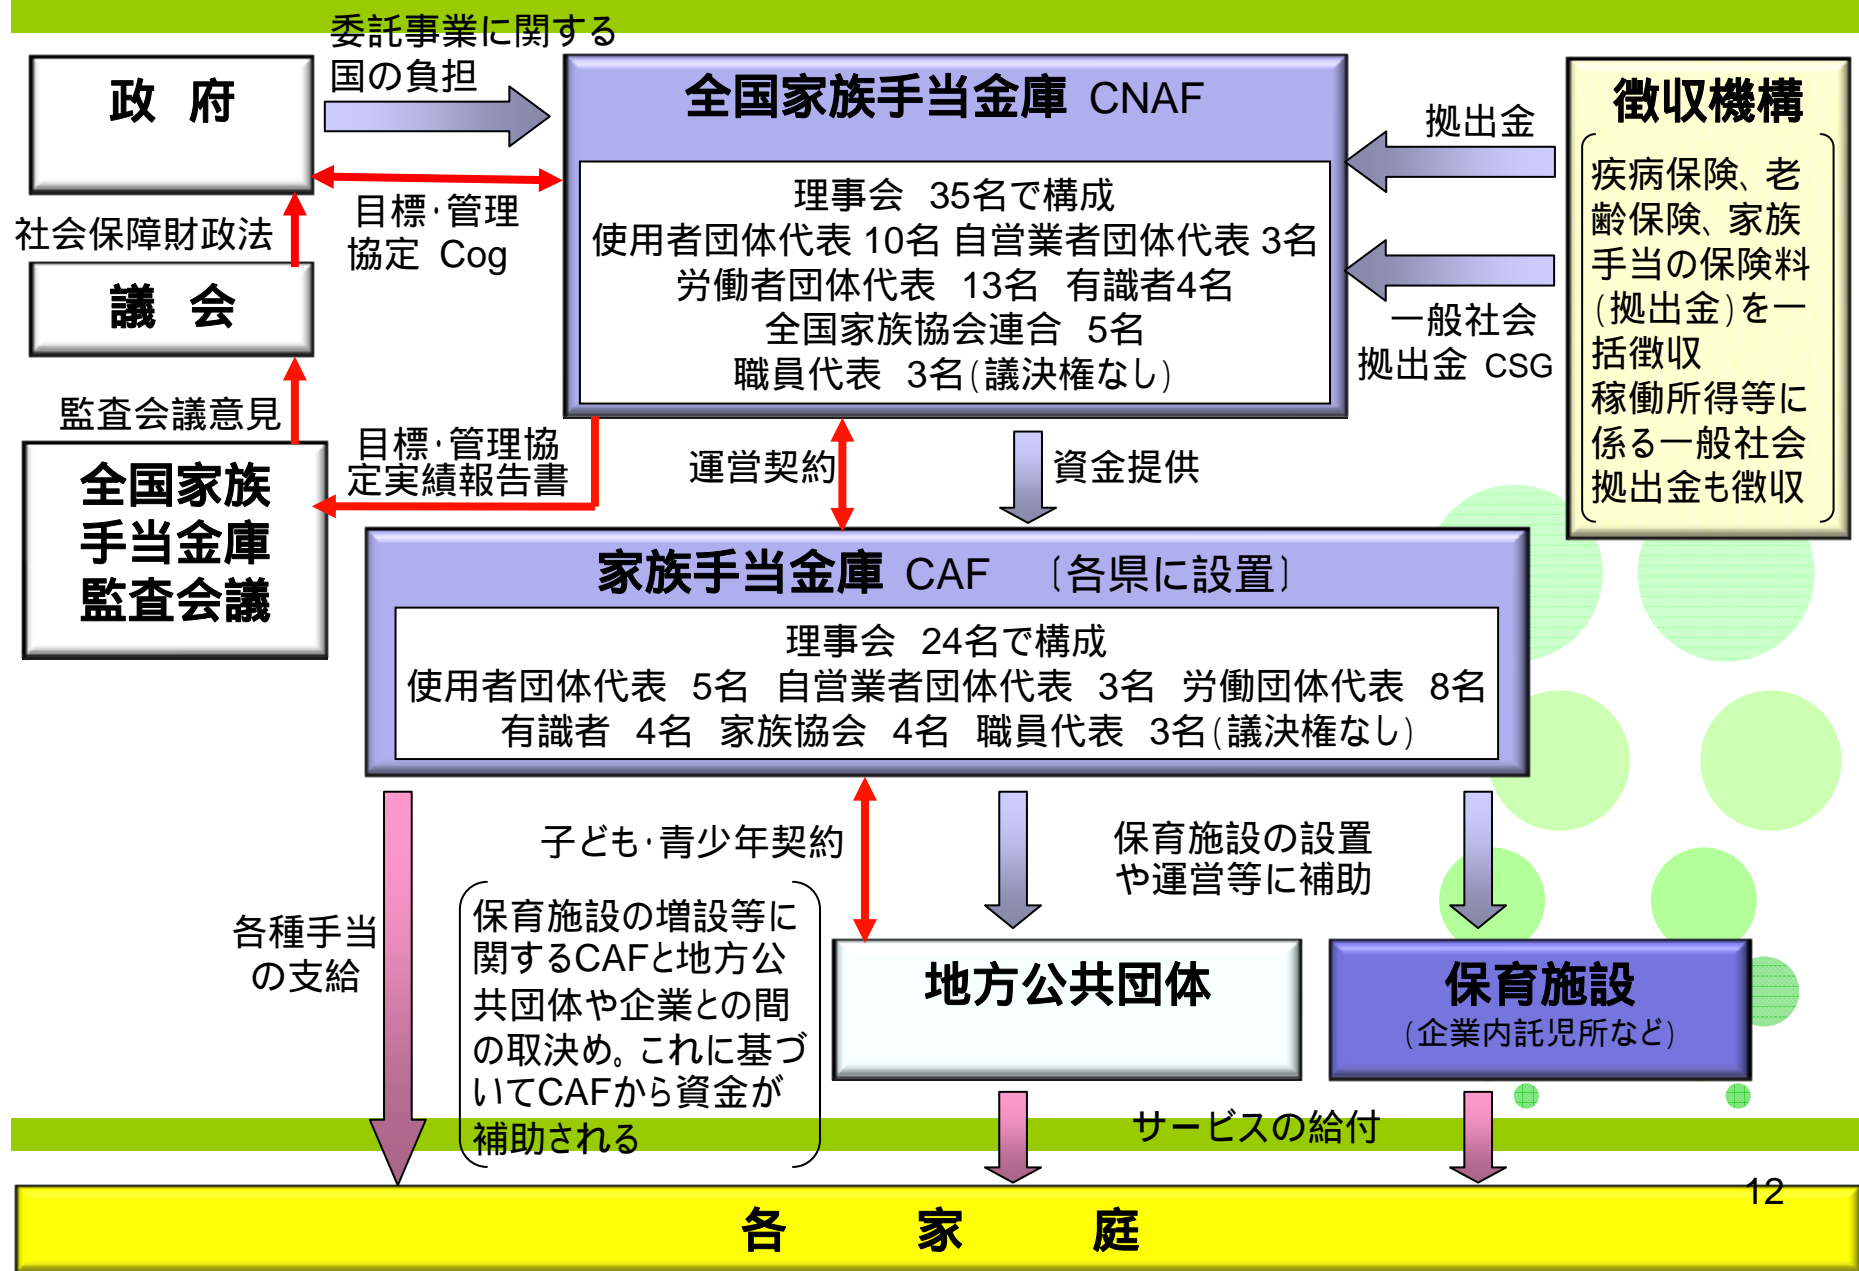 委託事業に関する
国の負担
政 府
全国家族手当金庫 CNAF
徴収機構
拠出金
理事会 35名で構成
使用者団体代表 10名 自営業者団体代表 3名
労働者団体代表 13名 有識者4名
全国家族協会連合 5名
職員代表 3名(議決権なし)
疾病保険、老
齢保険、家族
手当の保険料
(拠出金)を一
括徴収
稼働所得等に
係る一般社会
拠出金も徴収
目標・管理
協定 Cog
社会保障財政法
議 会
一般社会
拠出金 CSG
監査会議意見
目標・管理協
定実績報告書
運営契約
資金提供
全国家族
手当金庫
監査会議
家族手当金庫 CAF 〔各県に設置〕
理事会 24名で構成
使用者団体代表 5名 自営業者団体代表 3名 労働団体代表 8名
有識者 4名 家族協会 4名 職員代表 3名(議決権なし)
子ども・青少年契約
保育施設の設置
や運営等に補助
各種手当
の支給
保育施設の増設等に
関するCAFと地方公
共団体や企業との間
の取決め。これに基づ
いてCAFから資金が
補助される
地方公共団体
保育施設
(企業内託児所など)
サービスの給付
12
各 家 庭